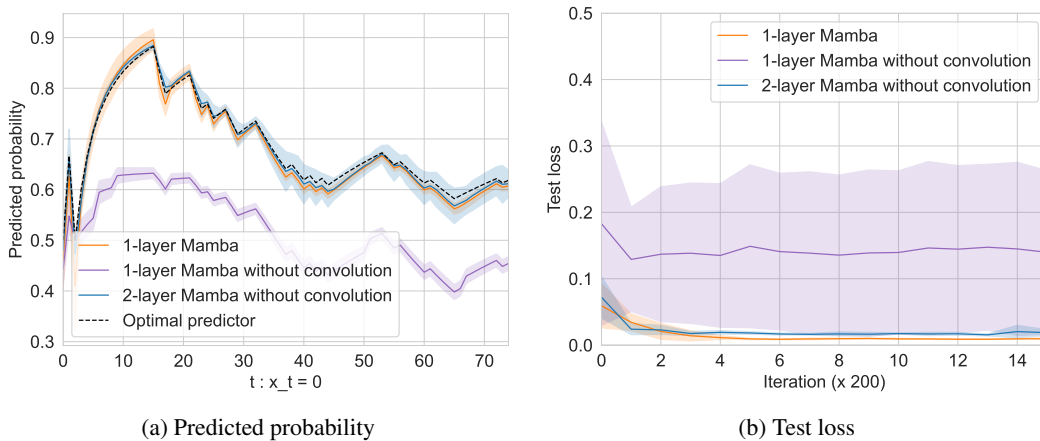 0.9
0.8
0.7
0.6
0.5
0.4
0.3
Predicted probability
1-layer Mamba
1-layer Mamba without convolution
2-layer Mamba without convolution
Optimal predictor
0 10 20 30 40 50 60 70
t : x_t = 0
(a) Predicted probability
0.5
0.4
0.3
0.2
0.1
0.0
Test loss
1-layer Mamba
1-layer Mamba without convolution
2-layer Mamba without convolution
0 2 4 6 8 10 12 14
Iteration (x 200)
(b) Test loss